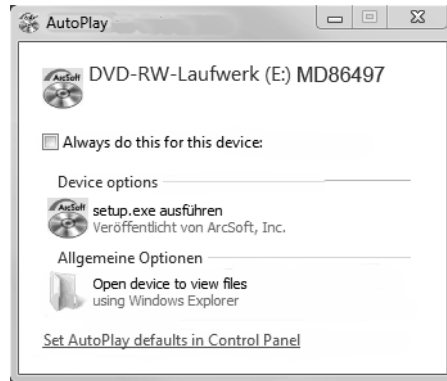 AutoPlay
ArcSoft
DVD-RW-Laufwerk (E:) MD86497
Always do this for this device:
Device options
ArcSoft
setup.exe ausführen
Veröffentlicht von ArcSoft, Inc.
Allgemeine Optionen
Open device to view files
using Windows Explorer
Set AutoPlay defaults in Control Panel